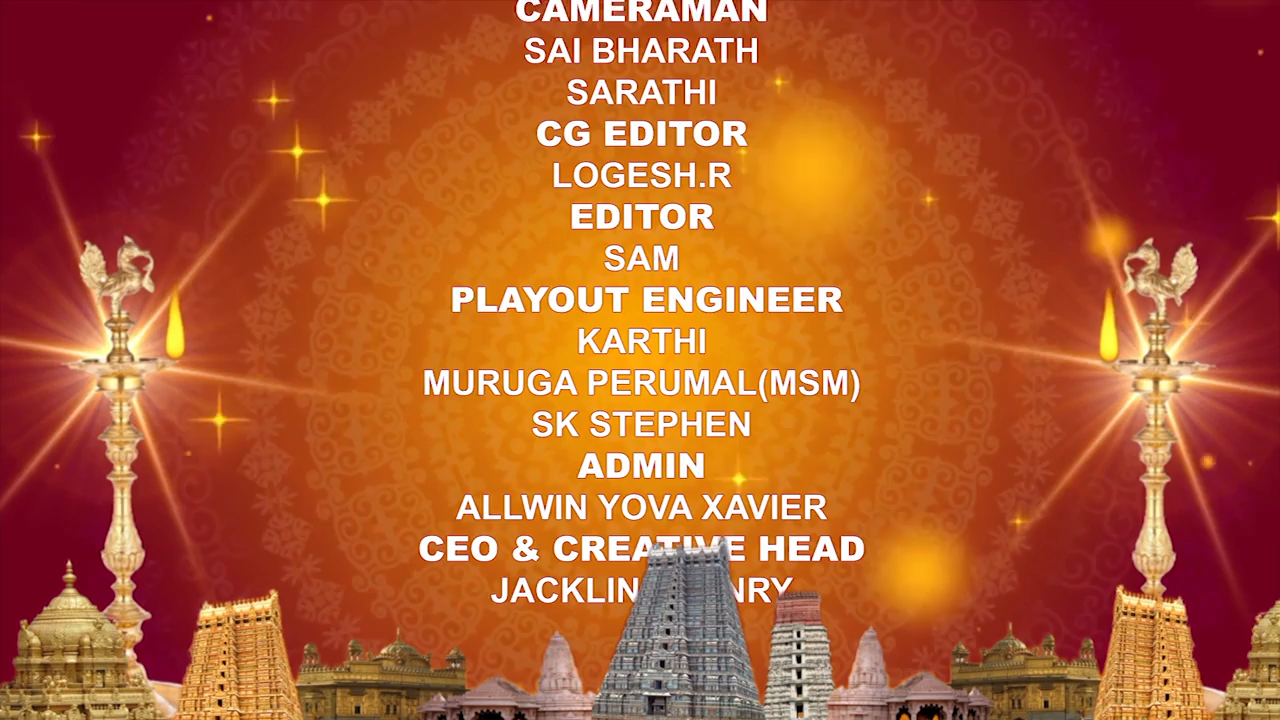 CAMERAMAN
SAI BHARATH
SARATHI
CG EDITOR
LOGESH.R
EDITOR
SAM
PLAYOUT ENGINEER
KARTHI
MURUGA PERUMAL(MSM)
SK STEPHEN
ADMIN
ALLWIN YOVA XAVIER
CEO & CREATIVE HEAD